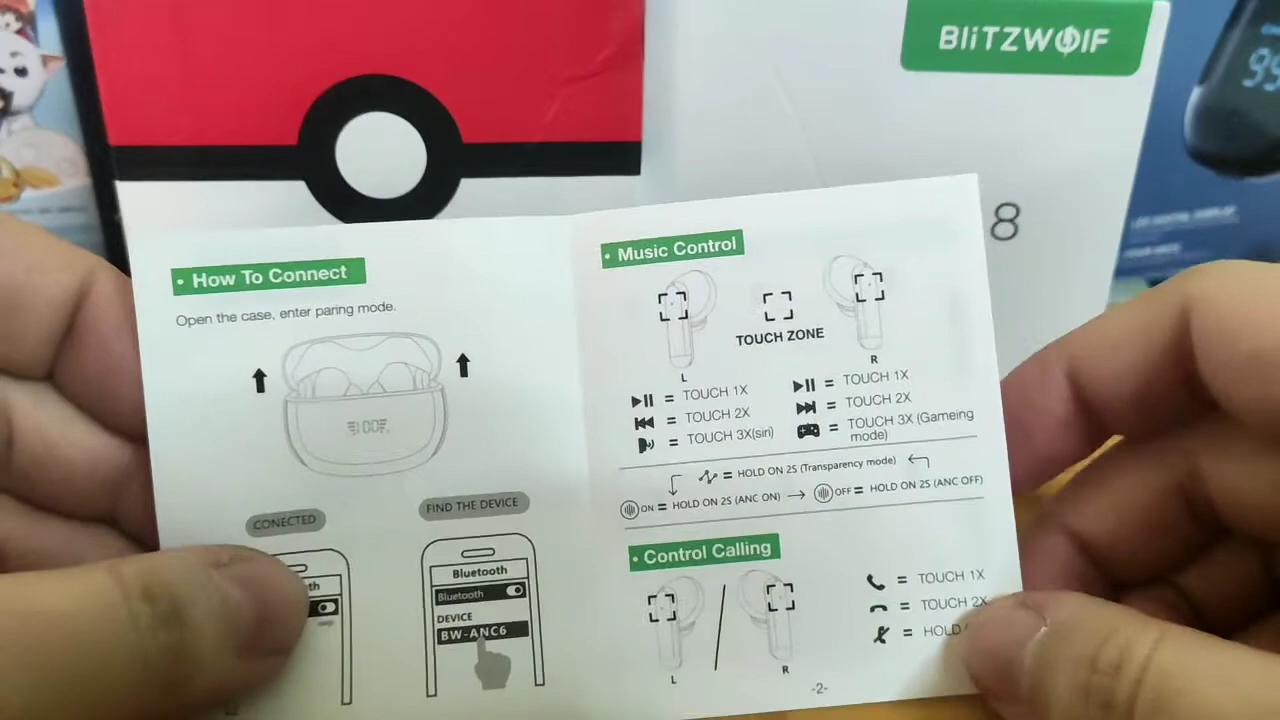 BLITZWOLF
8
• How To Connect
Open the case, enter paring mode.
CONECTED
FIND THE DEVICE
Bluetooth
Bluetooth
DEVICE
BW-ANC6
• Music Control
TOUCH ZONE
L
R
= TOUCH 1X
= TOUCH 2X
= TOUCH 3X(siri)
= TOUCH 1X
= TOUCH 2X
= TOUCH 3X (Gameing
mode)
= HOLD ON 2S (Transparency mode)
ON = HOLD ON 2S (ANC ON) → OFF = HOLD ON 2S (ANC OFF)
• Control Calling
L
R
= TOUCH 1X
= TOUCH 2X
= HOLD
-2-